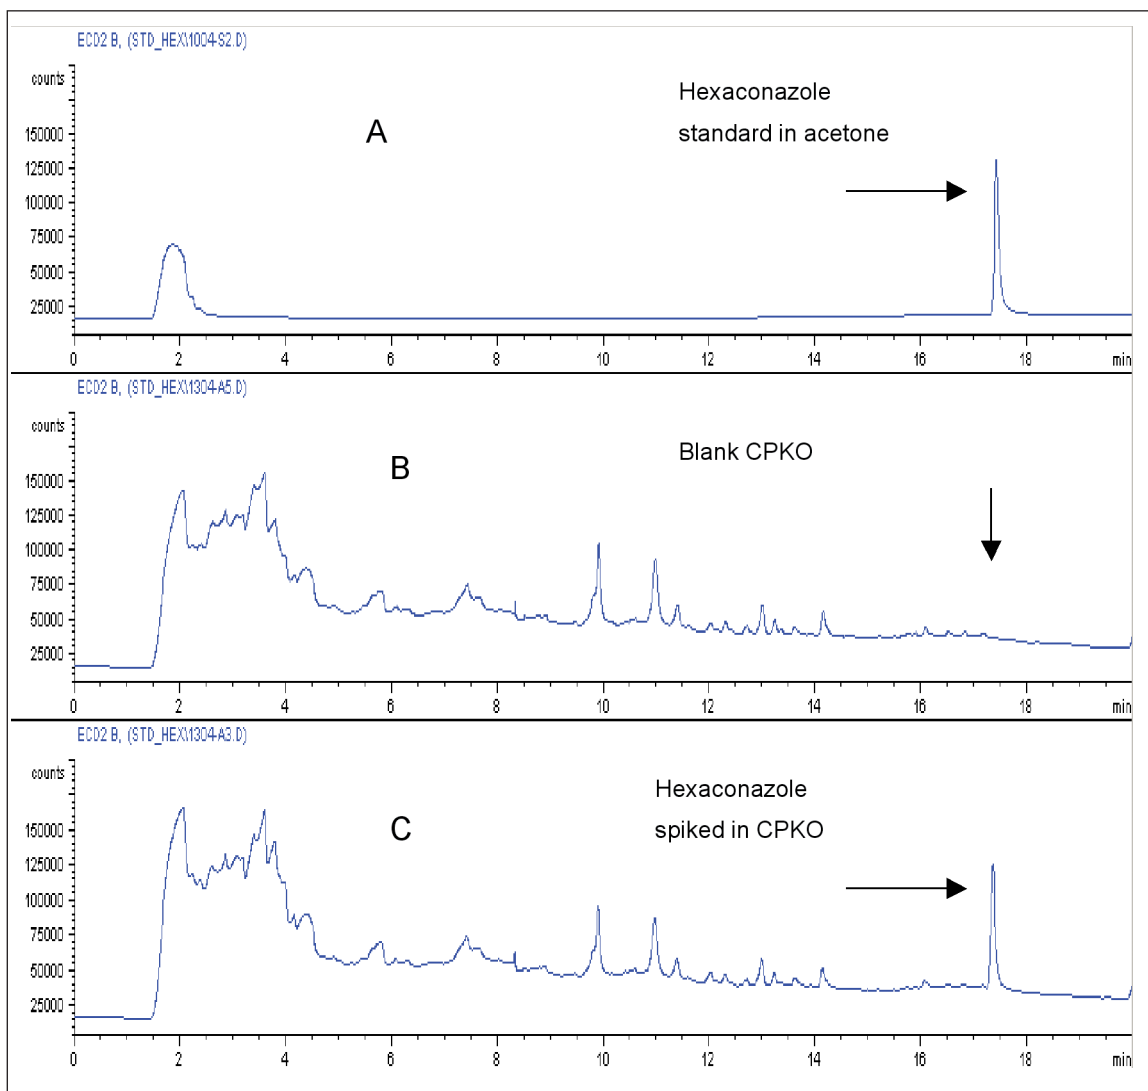 ECD2 B, (STD_HEX\1004-S2.D)
counts
Hexaconazole
standard in acetone
A
150000
125000
100000
75000
50000
25000
0 2 4 6 8 10 12 14 16 18 min
ECD2 B, (STD_HEX\1304-A5.D)
counts
Blank CPKO
B
150000
125000
100000
75000
50000
25000
0 2 4 6 8 10 12 14 16 18 min
ECD2 B, (STD_HEX\1304-A3.D)
counts
Hexaconazole
spiked in CPKO
C
150000
125000
100000
75000
50000
25000
0 2 4 6 8 10 12 14 16 18 min